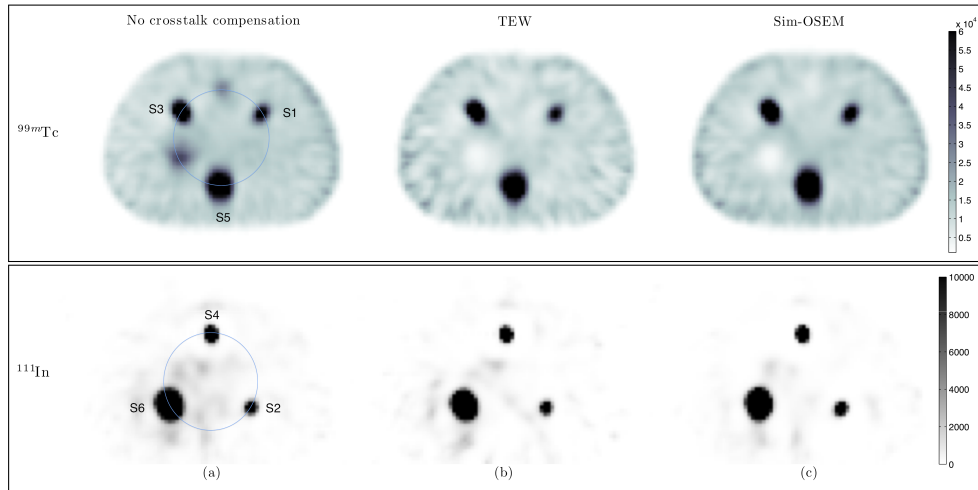 No crosstalk compensation TEW Sim-OSEM
x 10⁴
6
5.5
5
4.5
4
3.5
3
2.5
2
1.5
1
0.5
S3 S1
⁹⁹ᵐTc
S5
10000
8000
6000
4000
2000
0
S4
¹¹¹In
S6 S2
(a) (b) (c)